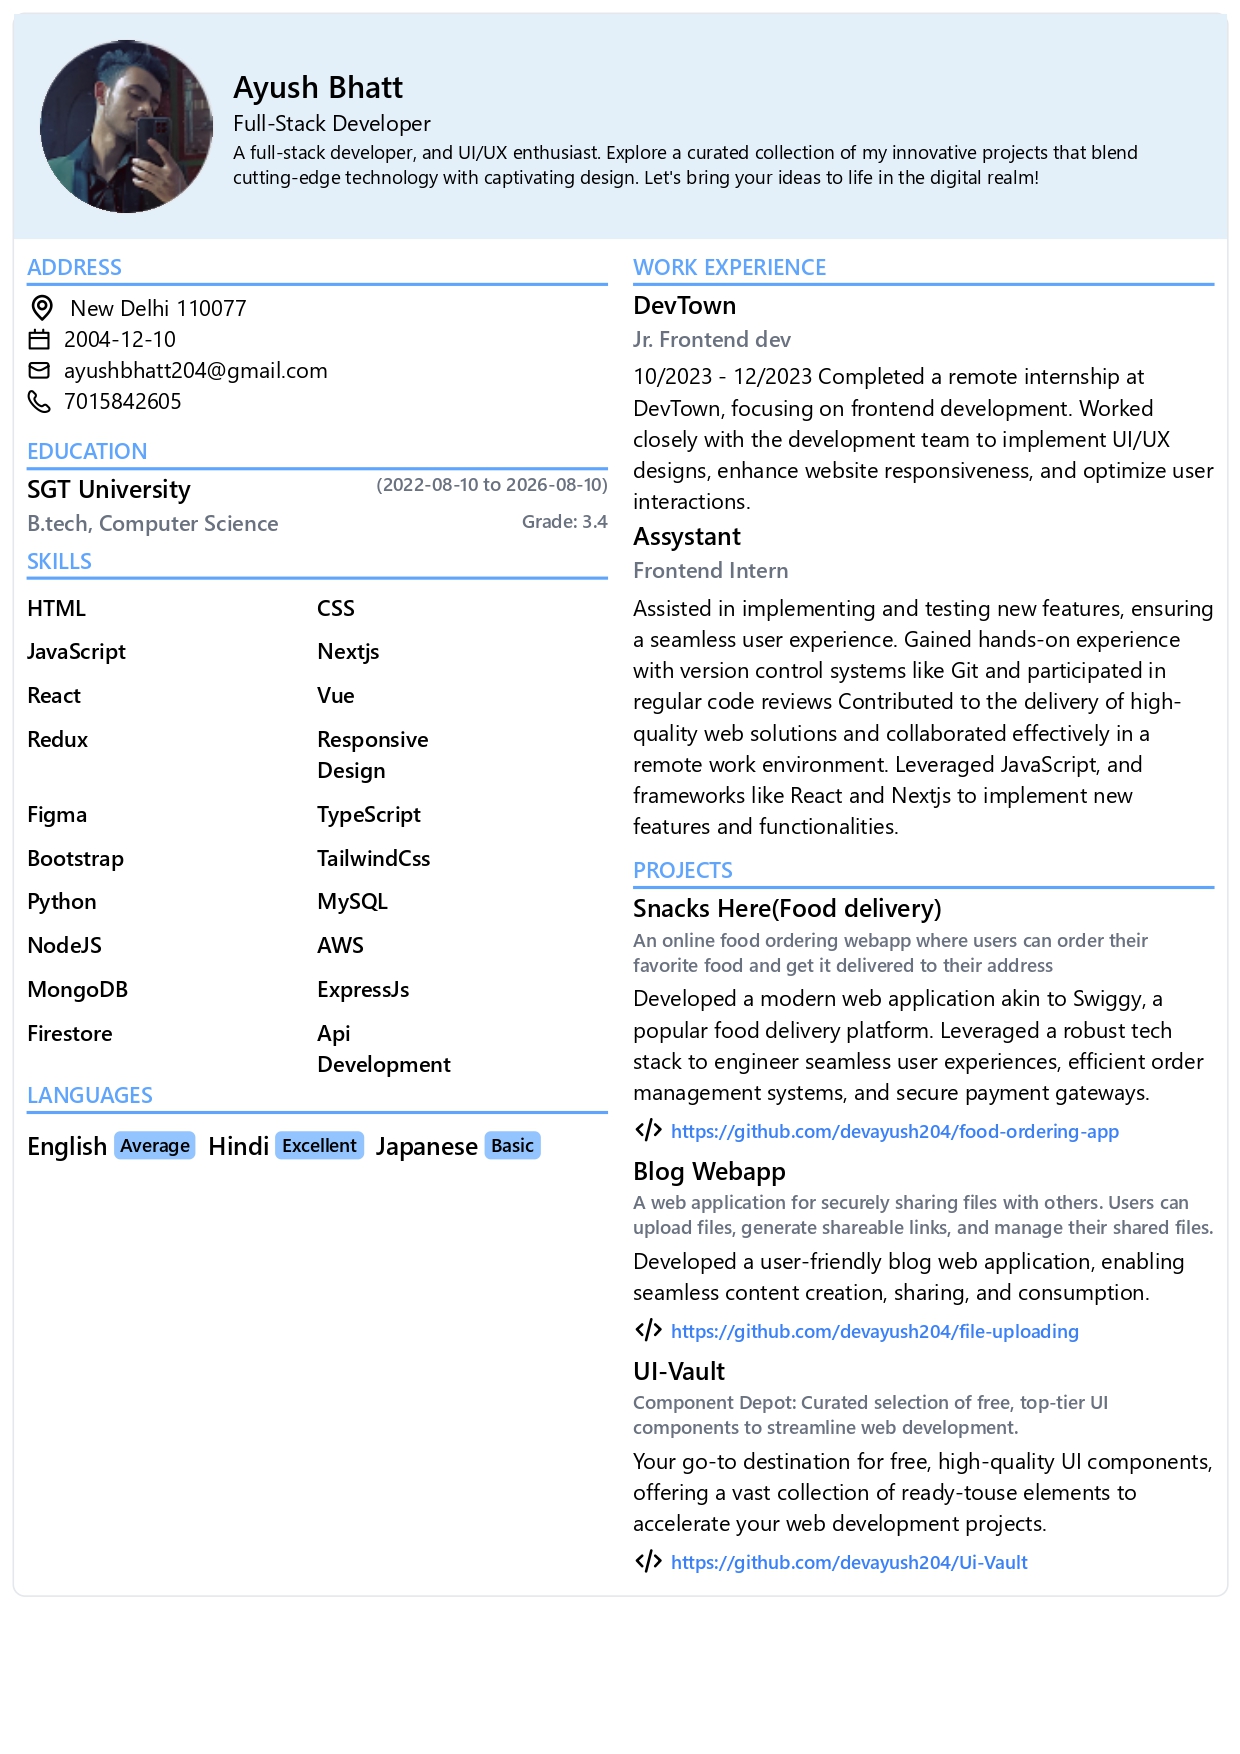 Ayush Bhatt
Full-Stack Developer
A full-stack developer, and UI/UX enthusiast. Explore a curated collection of my innovative projects that blend
cutting-edge technology with captivating design. Let's bring your ideas to life in the digital realm!
ADDRESS
New Delhi 110077
2004-12-10
ayushbhatt204@gmail.com
7015842605
EDUCATION
SGT University (2022-08-10 to 2026-08-10)
B.tech, Computer Science Grade: 3.4
SKILLS
HTML CSS
JavaScript Nextjs
React Vue
Redux Responsive
Design
Figma TypeScript
Bootstrap TailwindCss
Python MySQL
NodeJS AWS
MongoDB ExpressJs
Firestore Api
Development
LANGUAGES
English Average Hindi Excellent Japanese Basic
WORK EXPERIENCE
DevTown
Jr. Frontend dev
10/2023 - 12/2023 Completed a remote internship at
DevTown, focusing on frontend development. Worked
closely with the development team to implement UI/UX
designs, enhance website responsiveness, and optimize user
interactions.
Assystant
Frontend Intern
Assisted in implementing and testing new features, ensuring
a seamless user experience. Gained hands-on experience
with version control systems like Git and participated in
regular code reviews Contributed to the delivery of high-
quality web solutions and collaborated effectively in a
remote work environment. Leveraged JavaScript, and
frameworks like React and Nextjs to implement new
features and functionalities.
PROJECTS
Snacks Here(Food delivery)
An online food ordering webapp where users can order their
favorite food and get it delivered to their address
Developed a modern web application akin to Swiggy, a
popular food delivery platform. Leveraged a robust tech
stack to engineer seamless user experiences, efficient order
management systems, and secure payment gateways.
https://github.com/devayush204/food-ordering-app
Blog Webapp
A web application for securely sharing files with others. Users can
upload files, generate shareable links, and manage their shared files.
Developed a user-friendly blog web application, enabling
seamless content creation, sharing, and consumption.
https://github.com/devayush204/file-uploading
UI-Vault
Component Depot: Curated selection of free, top-tier UI
components to streamline web development.
Your go-to destination for free, high-quality UI components,
offering a vast collection of ready-touse elements to
accelerate your web development projects.
https://github.com/devayush204/Ui-Vault